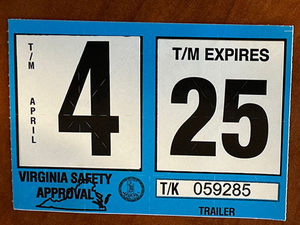 T/M APRIL
4
T/M EXPIRES
25
VIRGINIA SAFETY
APPROVAL
T/K 059285
TRAILER